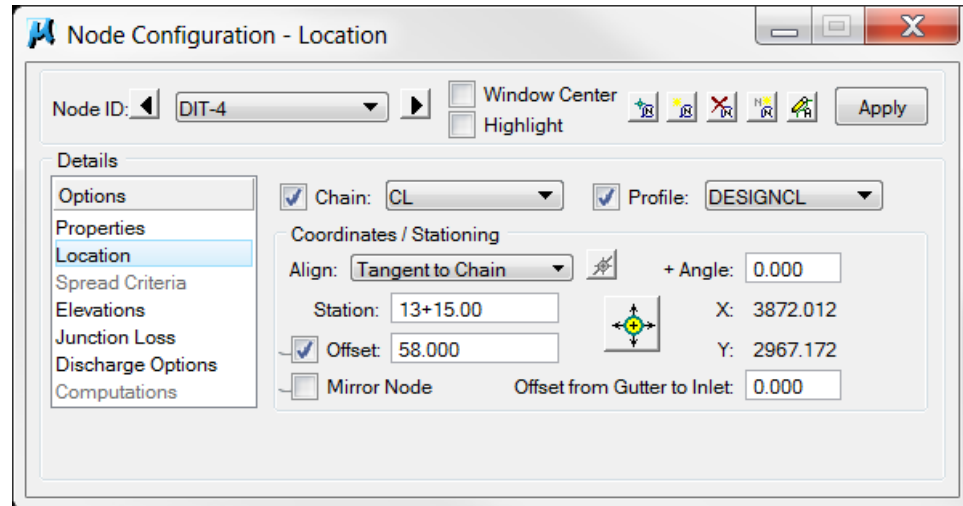 Node Configuration - Location
Node ID: DIT-4 Window Center Apply
Highlight
Details
Options Chain: CL Profile: DESIGNCL
Properties
Location
Spread Criteria
Elevations
Junction Loss
Discharge Options
Computations
Coordinates / Stationing
Align: Tangent to Chain + Angle: 0.000
Station: 13+15.00 X: 3872.012
Offset: 58.000 Y: 2967.172
Mirror Node Offset from Gutter to Inlet: 0.000